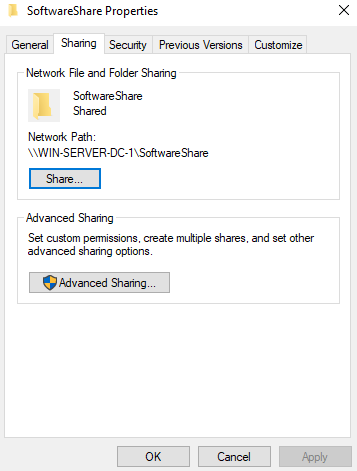 SoftwareShare Properties
General Sharing Security Previous Versions Customize
Network File and Folder Sharing
SoftwareShare
Shared
Network Path:
\\WIN-SERVER-DC-1\SoftwareShare
Share...
Advanced Sharing
Set custom permissions, create multiple shares, and set other
advanced sharing options.
Advanced Sharing...
OK Cancel Apply